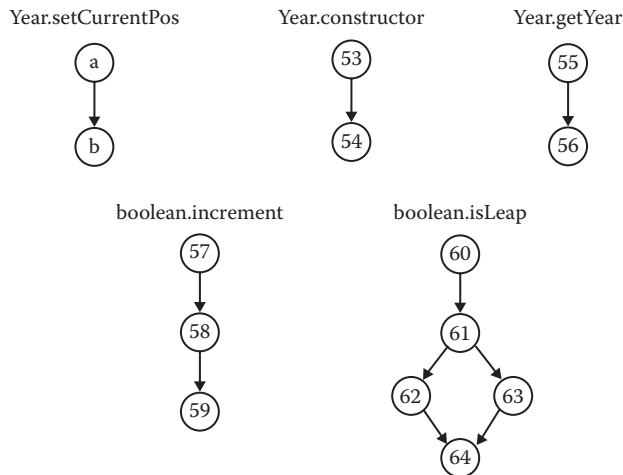 Year.setCurrentPos Year.constructor Year.getYear
a 53 55
b 54 56
boolean.increment boolean.isLeap
57 60
58 61
62 63
59
64